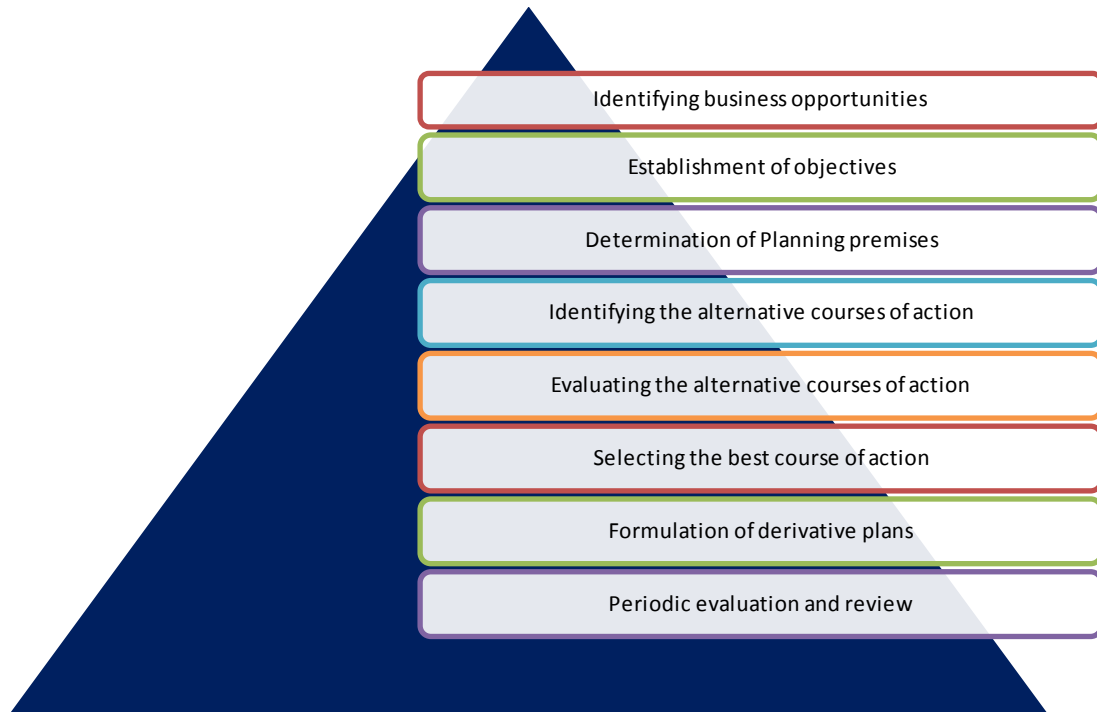 Identifying business opportunities
Establishment of objectives
Determination of Planning premises
Identifying the alternative courses of action
Evaluating the alternative courses of action
Selecting the best course of action
Formulation of derivative plans
Periodic evaluation and review